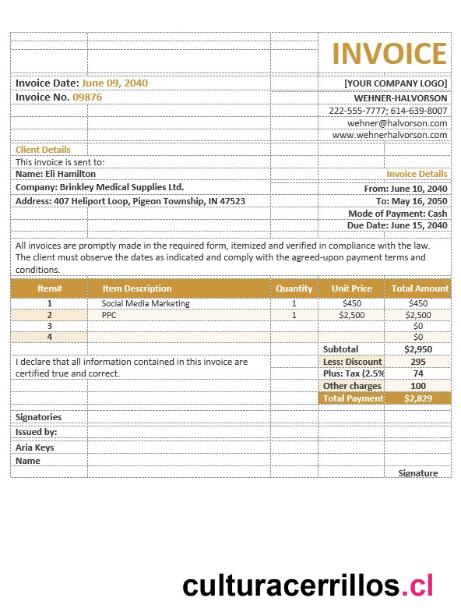 INVOICE
Invoice Date: June 09, 2040
[YOUR COMPANY LOGO]
Invoice No. 09876
WEHNER-HALVORSON
222-555-7777; 614-639-8007
wehner@halvorson.com
www.wehnerhalvorson.com
Client Details
This invoice is sent to:
Name: Eli Hamilton
Invoice Details
Company: Brinkley Medical Supplies Ltd.
From: June 10, 2040
Address: 407 Heliport Loop, Pigeon Township, IN 47523
To: May 16, 2050
Mode of Payment: Cash
Due Date: June 15, 2040
All invoices are promptly made in the required form, itemized and verified in compliance with the law.
The client must observe the dates as indicated and comply with the agreed-upon payment terms and
conditions.
Item# Item Description Quantity Unit Price Total Amount
1 Social Media Marketing 1 $450 $450
2 PPC 1 $2,500 $2,500
3 $0
4 $0
Subtotal $2,950
I declare that all information contained in this invoice are
certified true and correct.
Less: Discount 295
Plus: Tax (2.5% 74
Other charges 100
Total Payment $2,829
Signatories
Issued by:
Aria Keys
Name
Signature
culturacerrillos.cl